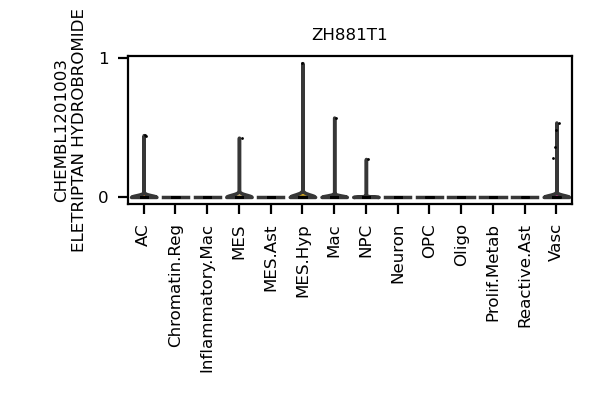 ZH881T1
CHEMBL1201003
ELETRIPTAN HYDROBROMIDE
1
0
AC
Chromatin.Reg
Inflammatory.Mac
MES
MES.Ast
MES.Hyp
Mac
NPC
Neuron
OPC
Oligo
Prolif.Metab
Reactive.Ast
Vasc